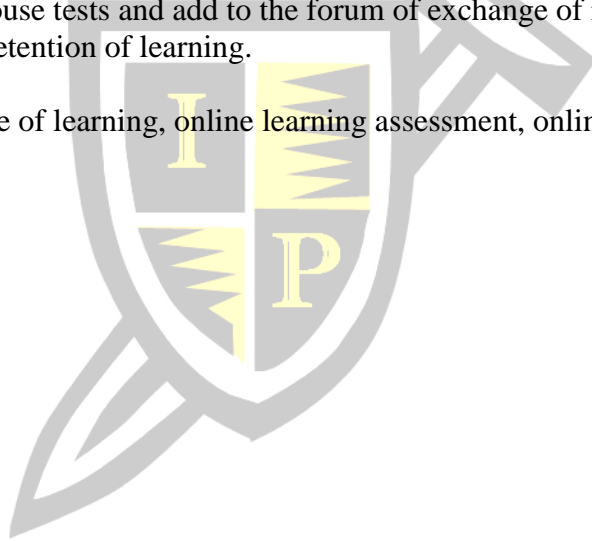 ouse tests and add to the forum of exchange of
etention of learning.
e of learning, online learning assessment, onlin
I
P